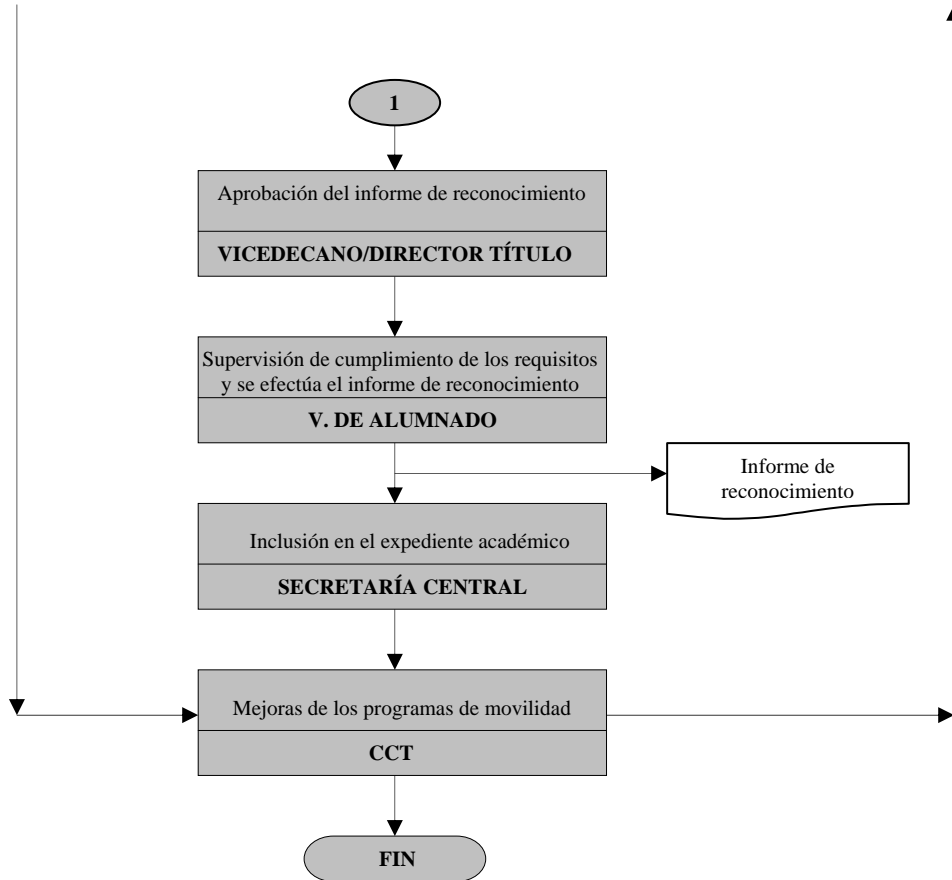 1
Aprobación del informe de reconocimiento
VICEDECANO/DIRECTOR TÍTULO
Supervisión de cumplimiento de los requisitos
y se efectúa el informe de reconocimiento
V. DE ALUMNADO
Informe de
reconocimiento
Inclusión en el expediente académico
SECRETARÍA CENTRAL
Mejoras de los programas de movilidad
CCT
FIN